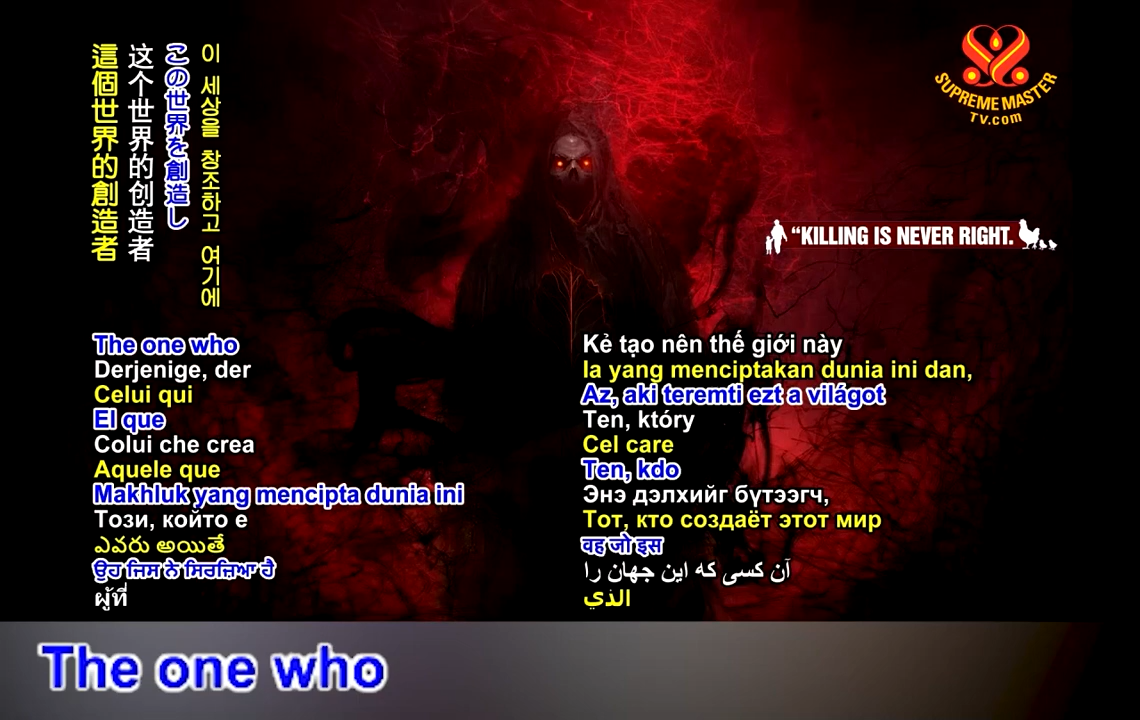 이 세상을 창조하고 여기에
この世界を創造し
这个世界的创造者
這個世界的創造者
SUPREME MASTER
TV.com
“KILLING IS NEVER RIGHT.
The one who
Derjenige, der
Celui qui
El que
Colui che crea
Aquele que
Makhluk yang mencipta dunia ini
Този, който е
ఎవరు అయితే
ਉਹ ਜਿਸ ਨੇ ਸਿਰਜ਼ਿਆ ਹੈ
ผู้ที่
Kẻ tạo nên thế giới này
Ia yang menciptakan dunia ini dan,
Az, aki teremti ezt a világot
Ten, który
Cel care
Ten, kdo
Энэ дэлхийг бүтээгч,
Тот, кто создаёт этот мир
वह जो इस
آن کسی که این جهان را
الذي
The one who